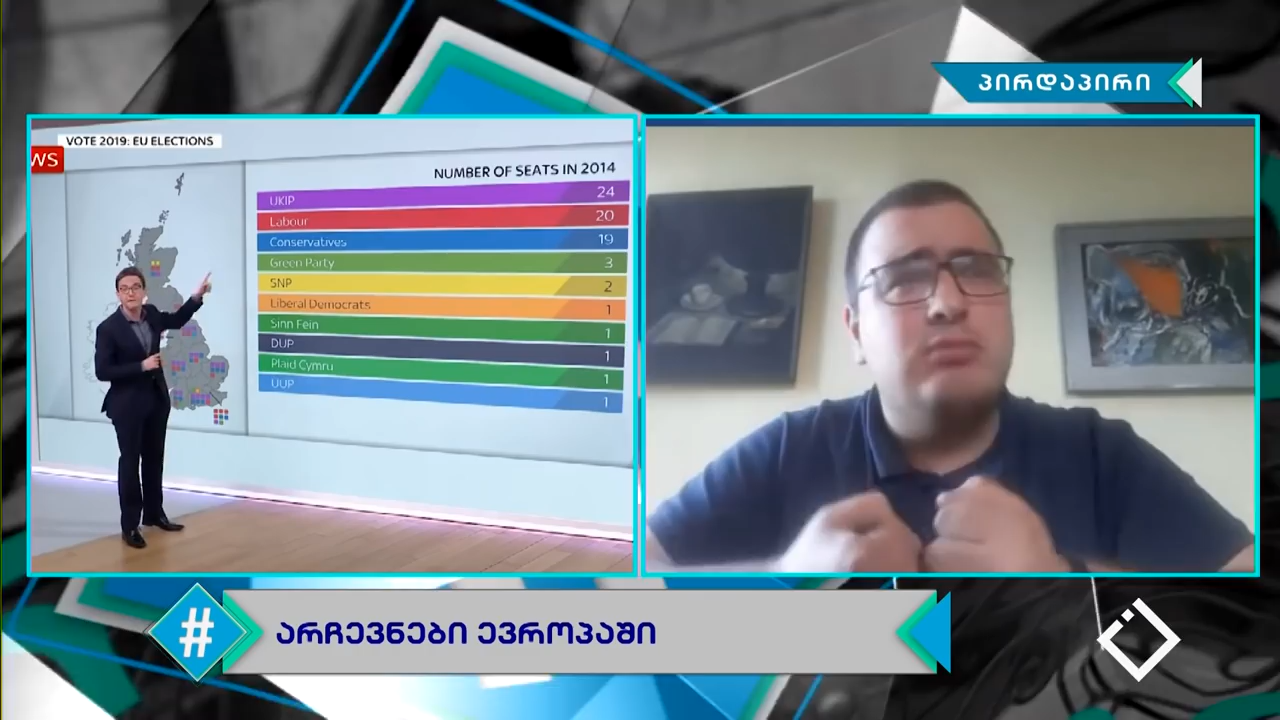 პირდაპირი
VOTE 2019: EU ELECTIONS
WS
NUMBER OF SEATS IN 2014
UKIP 24
Labour 20
Conservatives 19
Green Party 3
SNP 2
Liberal Democrats 1
Sinn Fein 1
DUP 1
Plaid Cymru 1
UUP 1
# არჩევნები ევროპაში